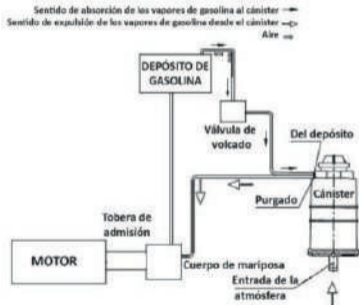 Sentido de absorción de los vapores de gasolina al cánister
Sentido de expulsión de los vapores de gasolina desde el cánister
Aire
DEPÓSITO DE
GASOLINA
Válvula de
volcado
Del depósito
Cánister
Purgado
Tobera de
admisión
MOTOR
Cuerpo de mariposa
Entrada de la
atmósfera